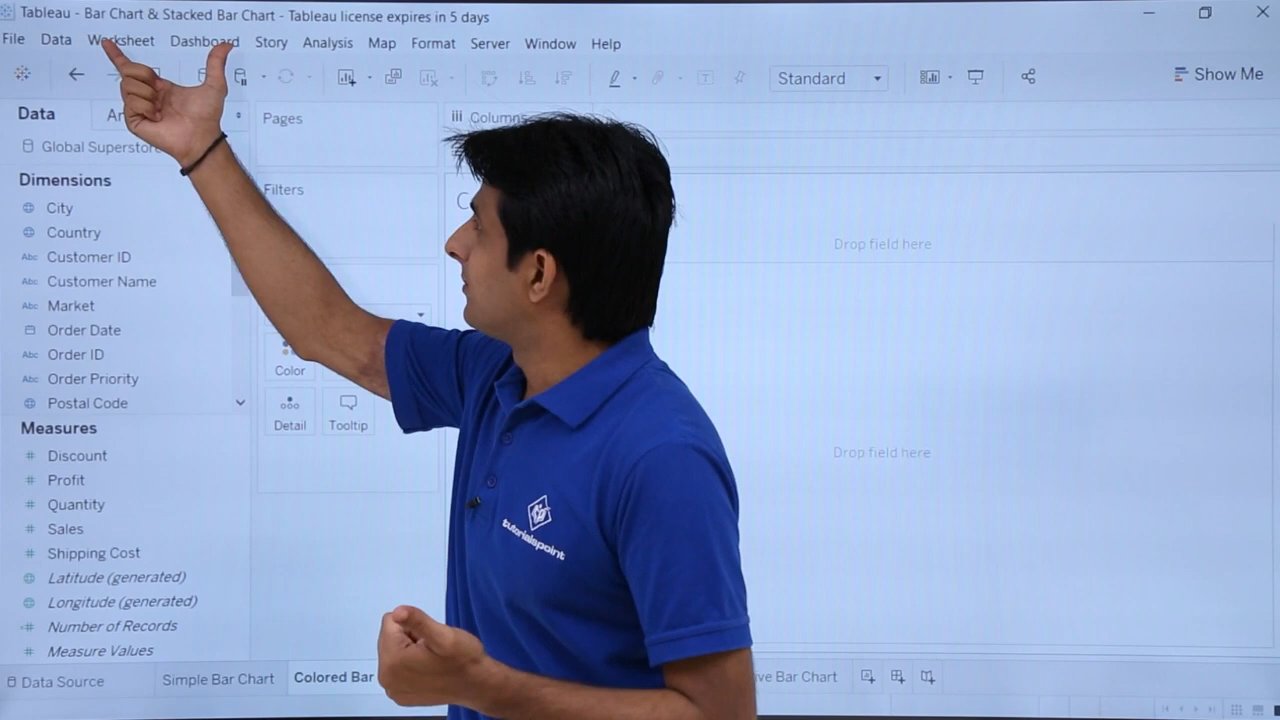 Tableau - Bar Chart & Stacked Bar Chart - Tableau license expires in 5 days
File Data Worksheet Dashboard Story Analysis Map Format Server Window Help
Standard
Show Me
Data
Pages
iii Columns
Global Superstore
Dimensions
Filters
City
Country
Customer ID
Customer Name
Market
Order Date
Order ID
Order Priority
Postal Code
Drop field here
Color
Detail
Tooltip
Drop field here
Measures
Discount
Profit
Quantity
Sales
Shipping Cost
Latitude (generated)
Longitude (generated)
Number of Records
Measure Values
tutorialspoint
Data Source
Simple Bar Chart
Colored Bar
Bar Chart